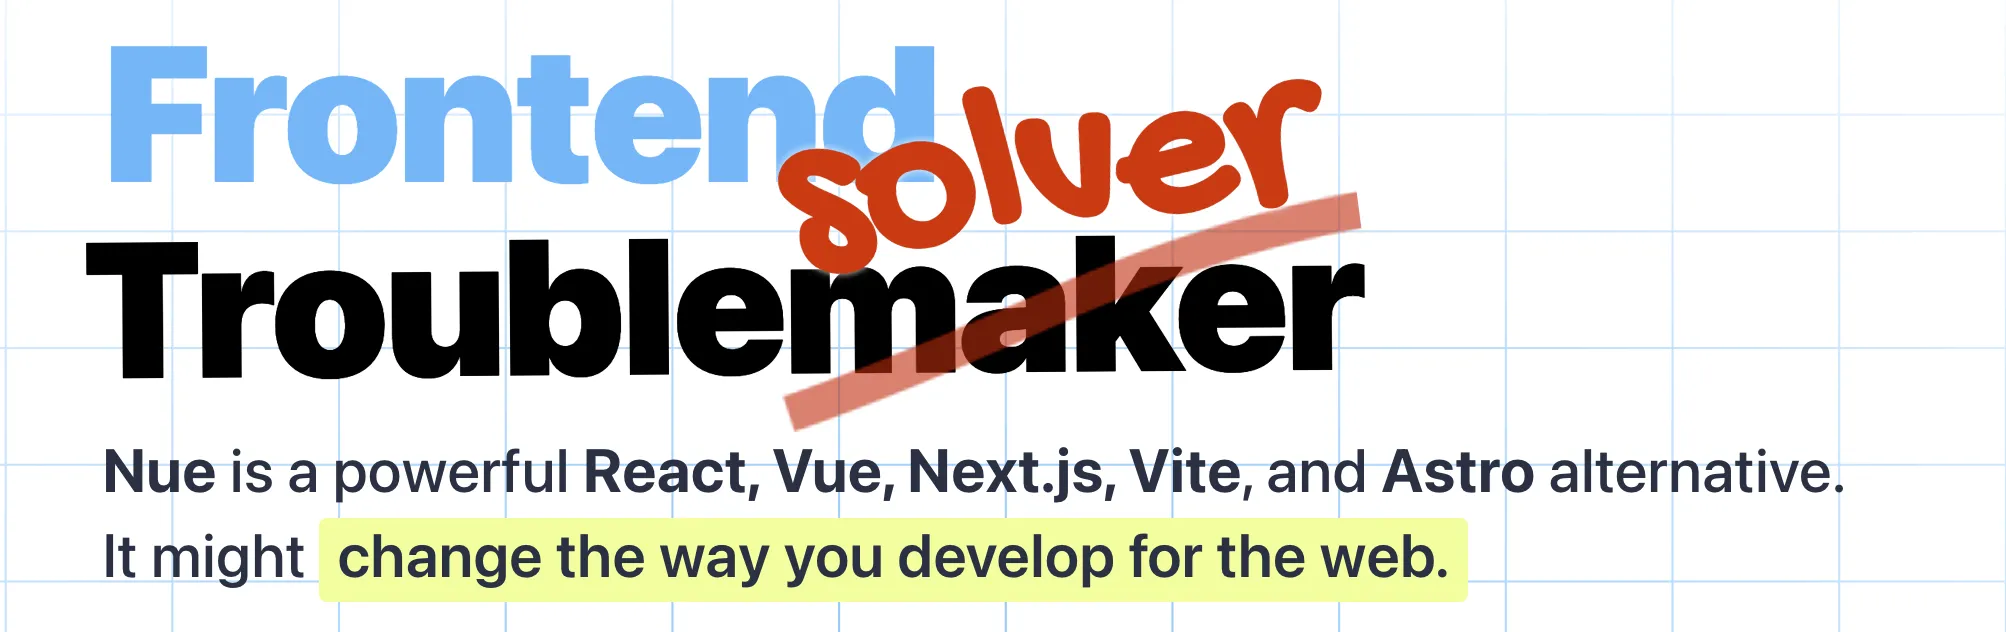 Frontend
solver
Troublemaker
Nue is a powerful React, Vue, Next.js, Vite, and Astro alternative.
It might change the way you develop for the web.